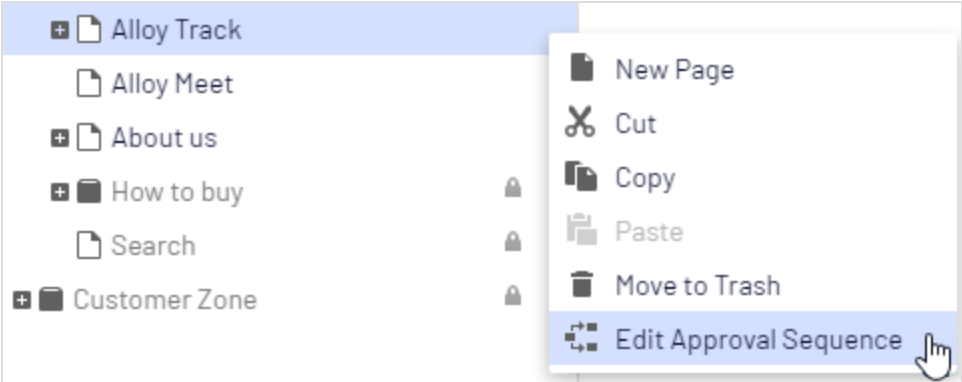 Alloy Track
Alloy Meet
About us
How to buy
Search
Customer Zone
New Page
Cut
Copy
Paste
Move to Trash
Edit Approval Sequence